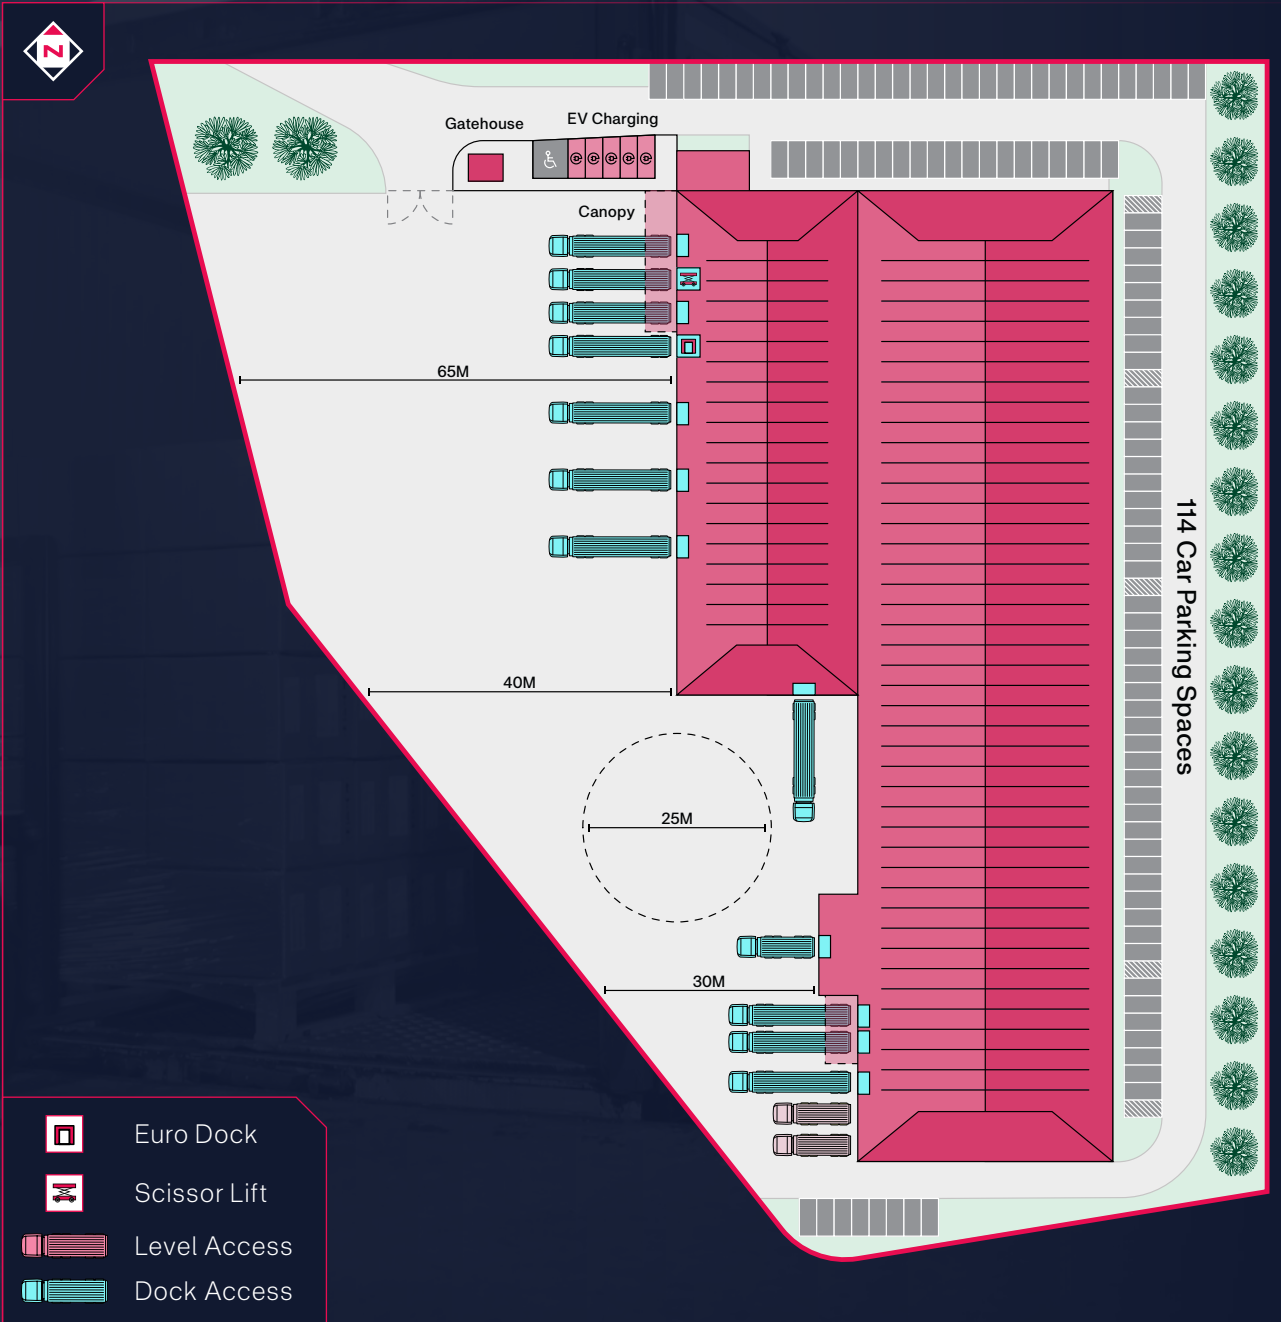 N
Gatehouse
EV Charging
Canopy
65M
40M
25M
30M
114 Car Parking Spaces
Euro Dock
Scissor Lift
Level Access
Dock Access